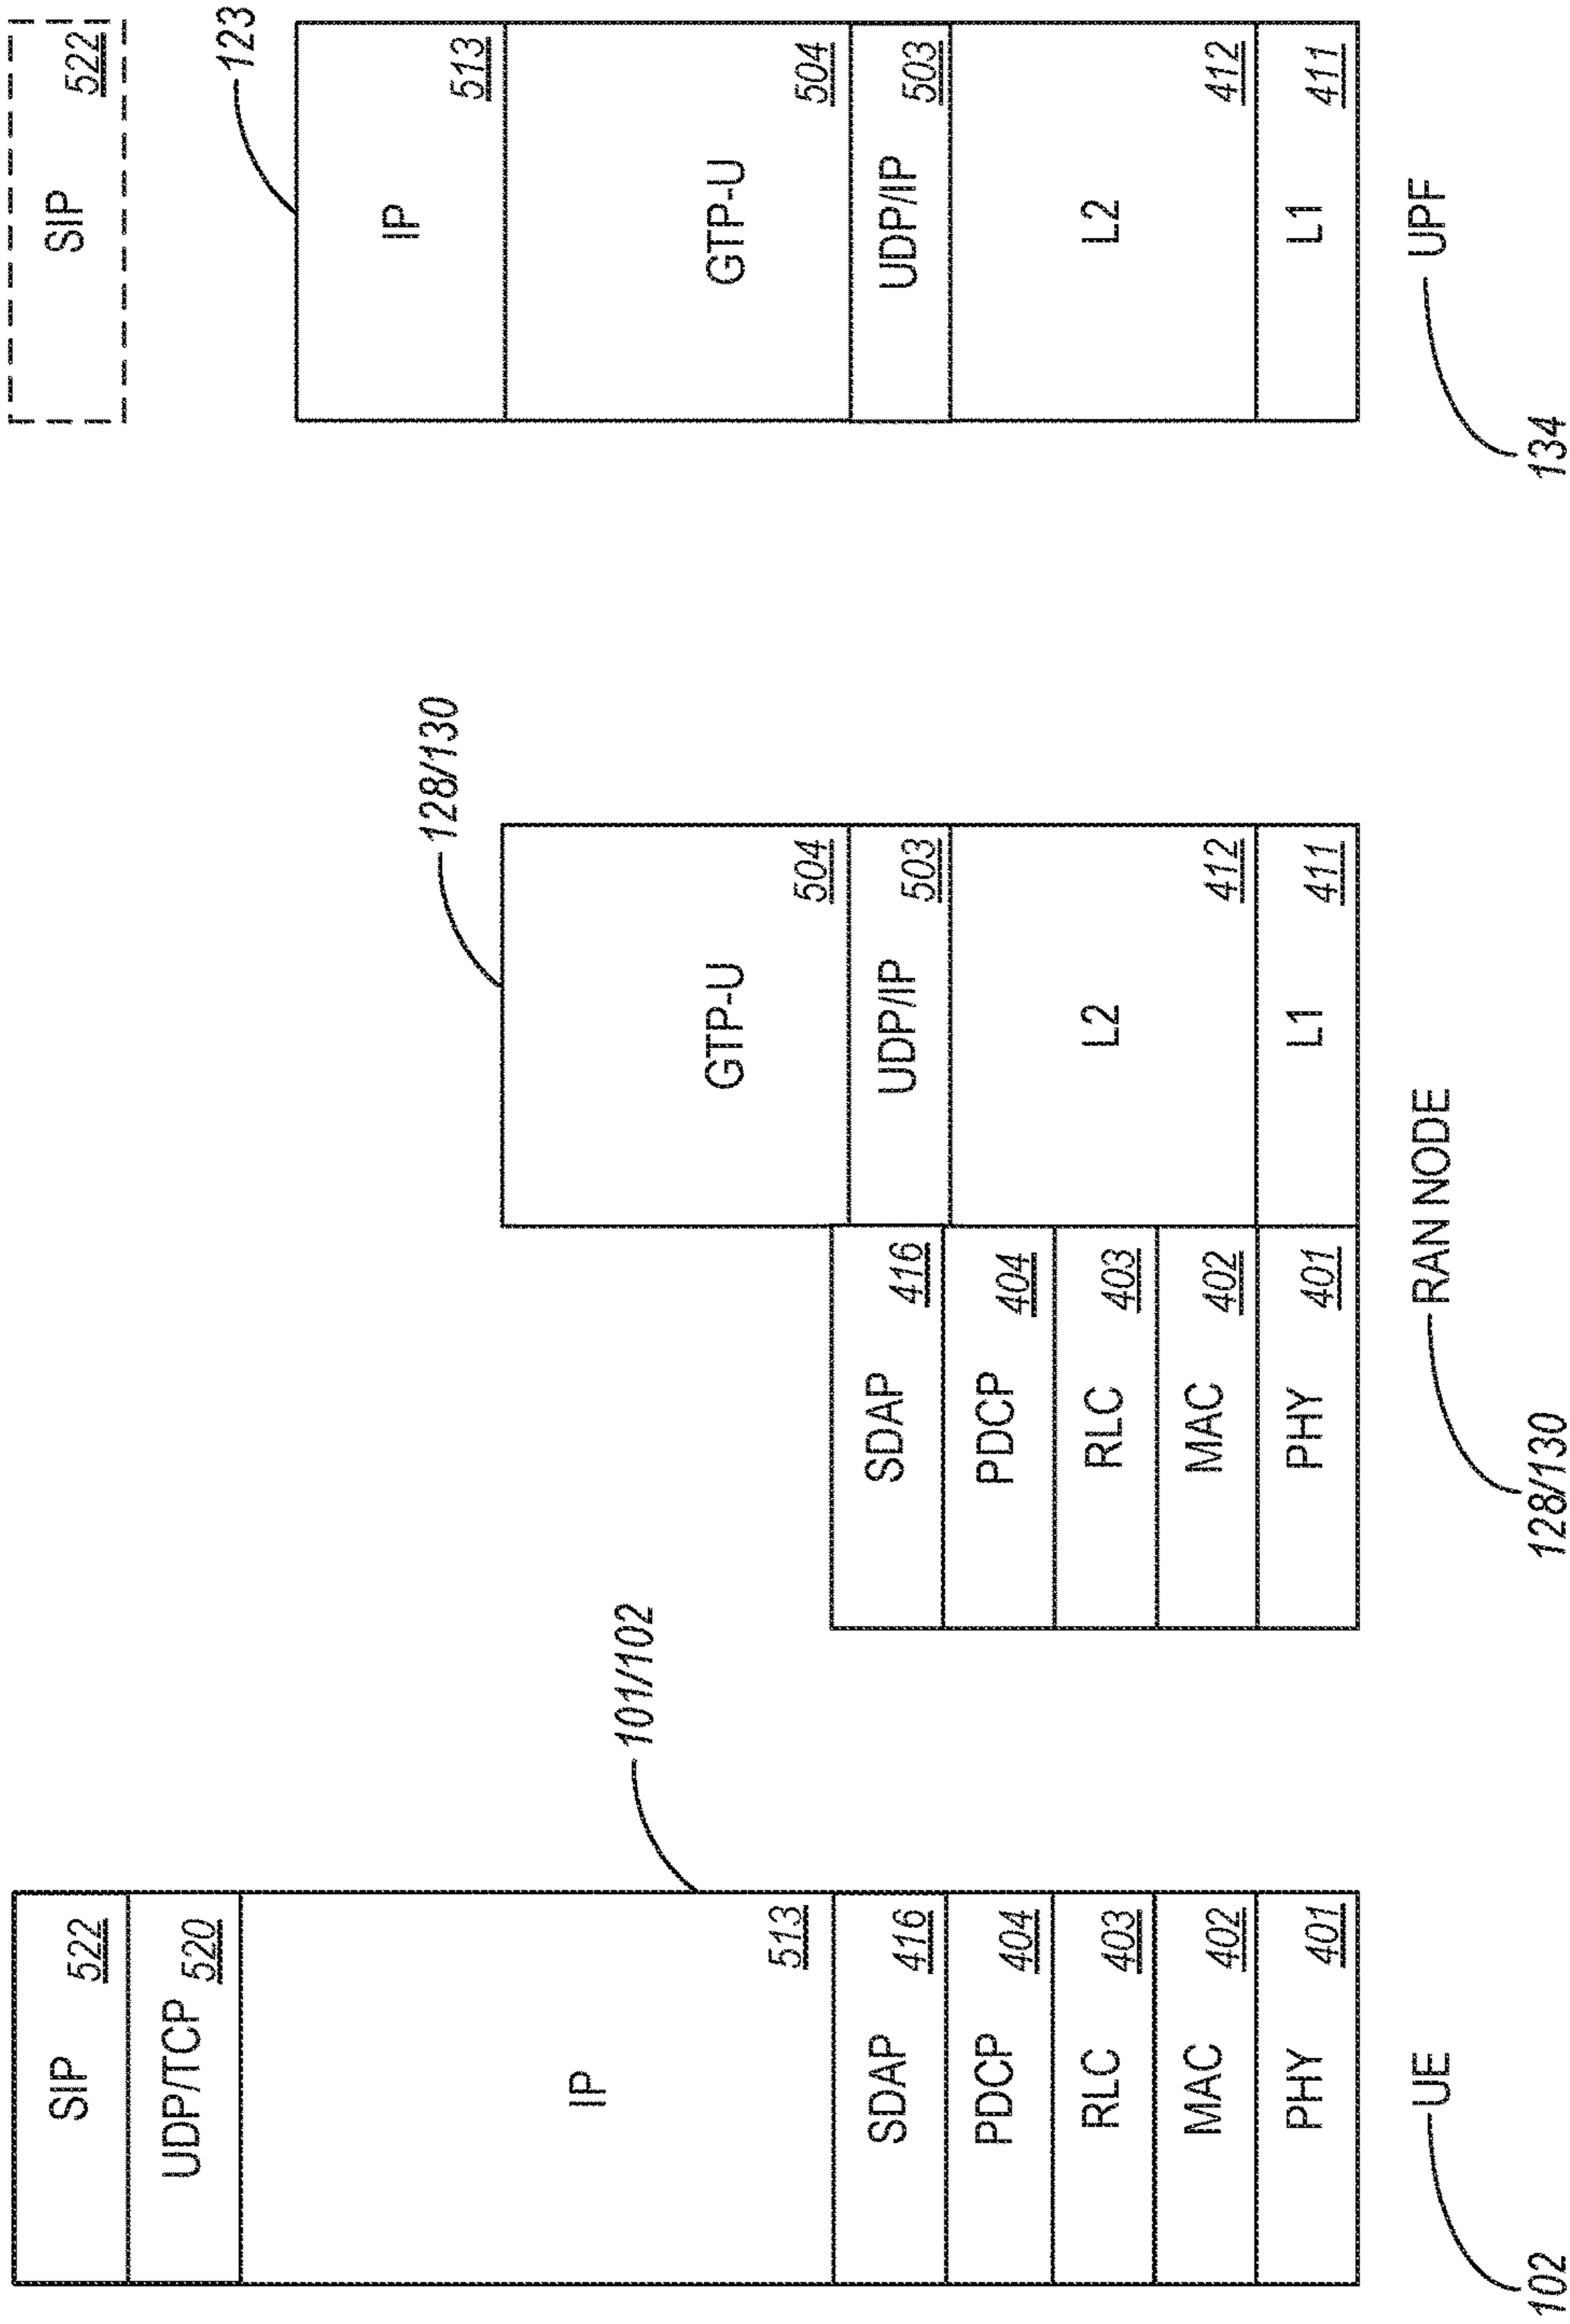 SIP 522
UDP/TCP 520
IP 513
SDAP 416
PDCP 404
RLC 403
MAC 402
PHY 401
101/102
UE
102
SDAP 416
PDCP 404
RLC 403
MAC 402
PHY 401
GTP-U 504
UDP/IP 503
L2 412
L1 411
128/130
RAN NODE
128/130
SIP 522
123
IP 513
GTP-U 504
UDP/IP 503
L2 412
L1 411
UPF
134